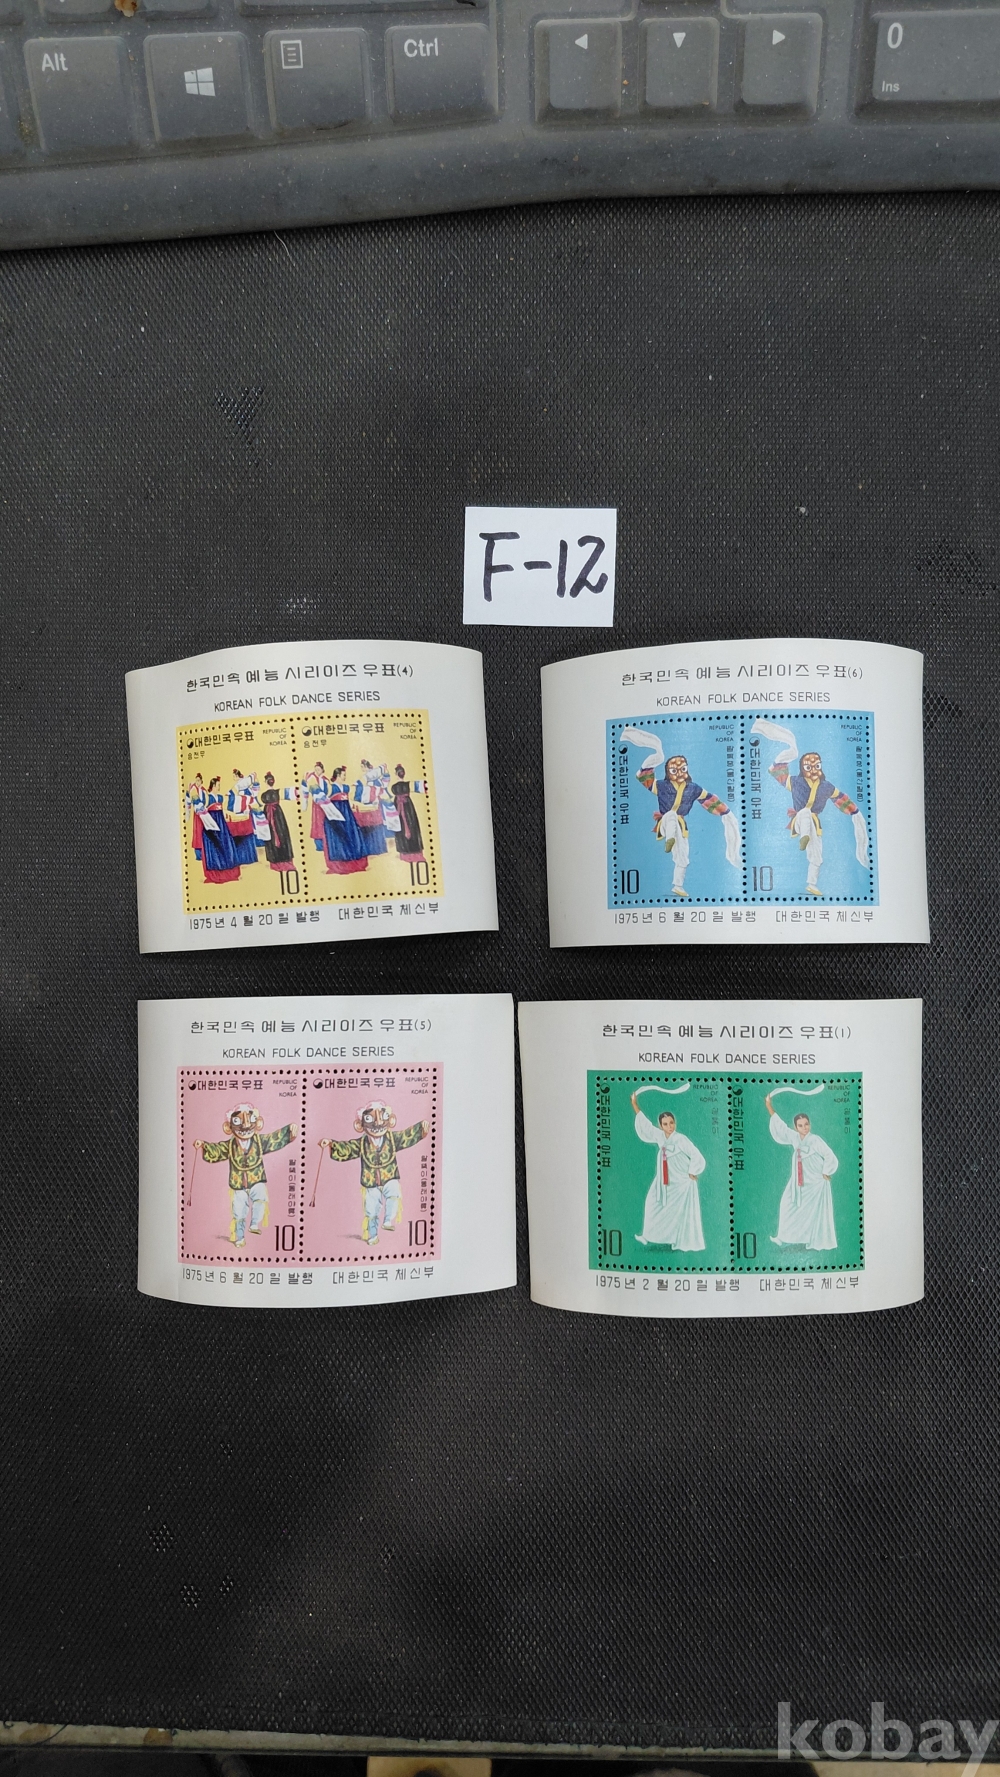 Alt
Ctrl
0
Ins
F-12
한국민속 예능 시리이즈 우표(4)
KOREAN FOLK DANCE SERIES
대한민국우표
REPUBLIC
OF
KOREA
승전무
10
대한민국우표
REPUBLIC
OF
KOREA
승전무
10
1975년 4월 20일 발행 대한민국 체신부
한국민속 예능 시리이즈 우표(6)
KOREAN FOLK DANCE SERIES
대한민국 우표
REPUBLIC
OF
KOREA
10
대한민국 우표
REPUBLIC
OF
KOREA
10
1975년 6월 20일 발행 대한민국 체신부
한국민속 예능 시리이즈 우표(5)
KOREAN FOLK DANCE SERIES
대한민국우표
REPUBLIC
OF
KOREA
10
대한민국우표
REPUBLIC
OF
KOREA
10
1975년 6월 20일 발행 대한민국 체신부
한국민속 예능 시리이즈 우표(1)
KOREAN FOLK DANCE SERIES
대한민국 우표
REPUBLIC
OF
KOREA
10
대한민국 우표
REPUBLIC
OF
KOREA
10
1975년 2월 20일 발행 대한민국 체신부
kobay